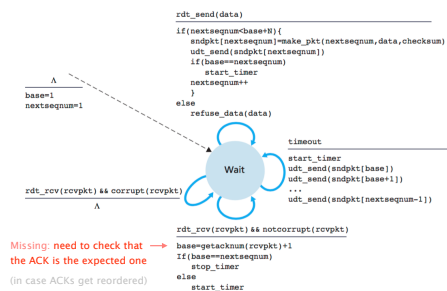 rdt_send(data)
if(nextseqnum<base+N){
sndpkt[nextseqnum]=make_pkt(nextseqnum,data,checksum)
udt_send(sndpkt[nextseqnum])
if(base==nextseqnum)
start_timer
nextseqnum++
}
else
refuse_data(data)
Λ
base=1
nextseqnum=1
Wait
timeout
start_timer
udt_send(sndpkt[base])
udt_send(sndpkt[base+1])
...
udt_send(sndpkt[nextseqnum-1])
rdt_rcv(rcvpkt) && corrupt(rcvpkt)
Λ
rdt_rcv(rcvpkt) && notcorrupt(rcvpkt)
base=getacknum(rcvpkt)+1
If(base==nextseqnum)
stop_timer
else
start_timer
Missing: need to check that
the ACK is the expected one
(in case ACKs get reordered)